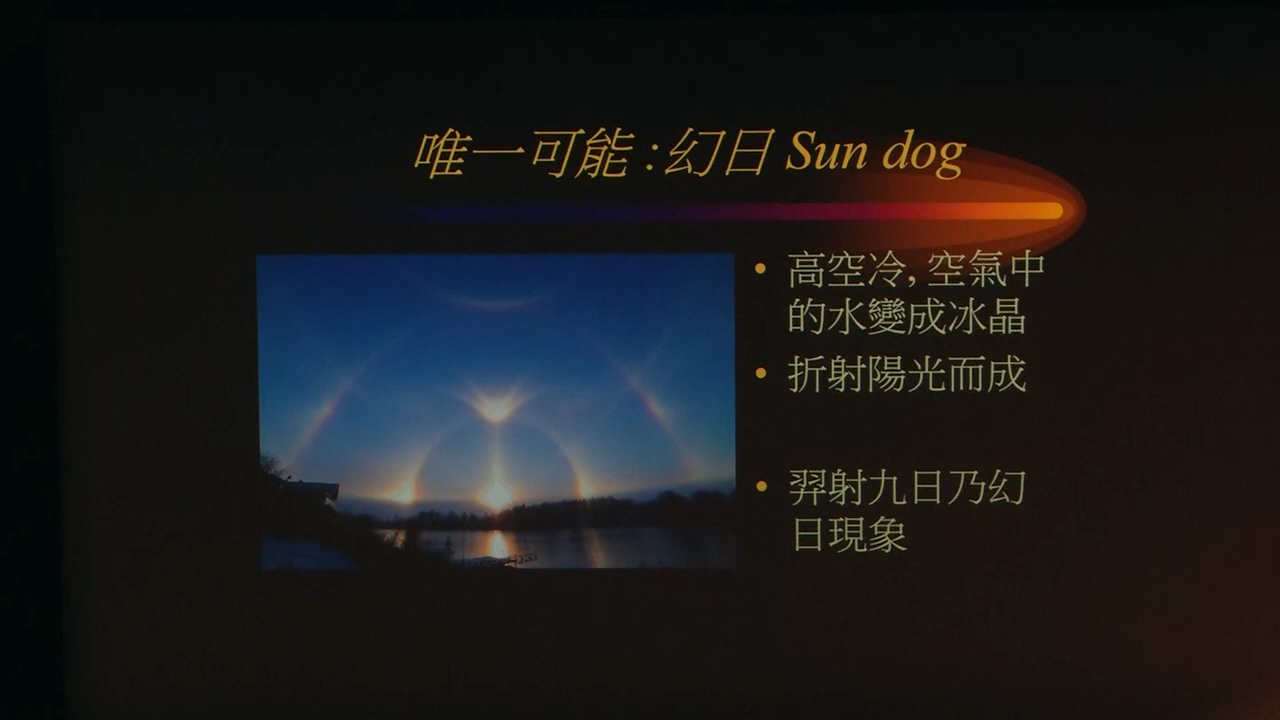 唯一可能 :幻日 Sun dog
• 高空冷, 空氣中
的水變成冰晶
• 折射陽光而成
• 羿射九日乃幻
日現象